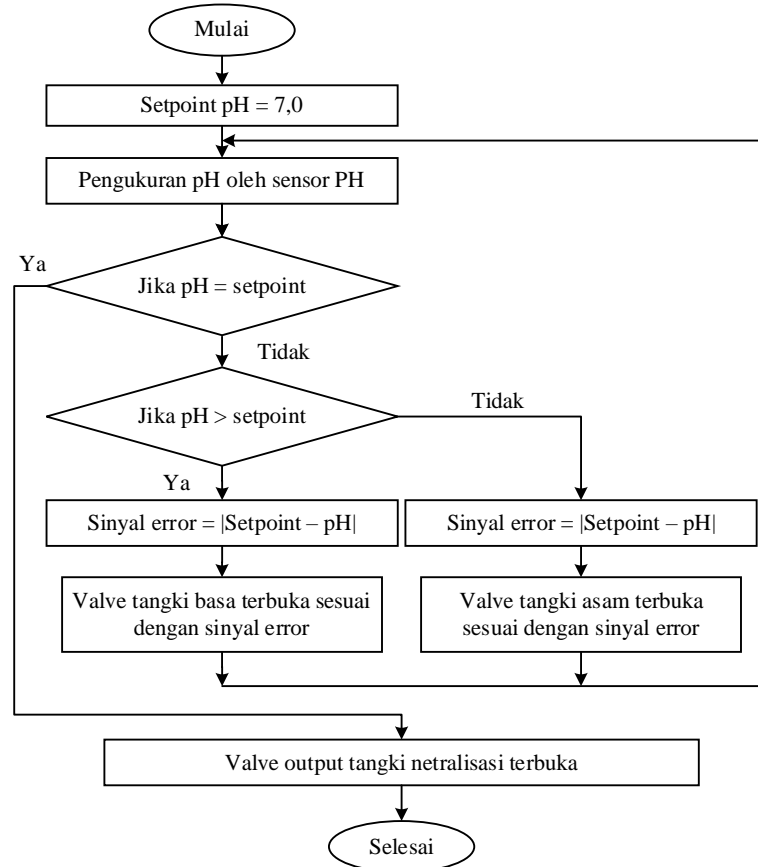 Mulai
Setpoint pH = 7,0
Pengukuran pH oleh sensor PH
Ya
Jika pH = setpoint
Tidak
Jika pH > setpoint
Tidak
Ya
Sinyal error = |Setpoint – pH|
Sinyal error = |Setpoint – pH|
Valve tangki basa terbuka sesuai
dengan sinyal error
Valve tangki asam terbuka
sesuai dengan sinyal error
Valve output tangki netralisasi terbuka
Selesai